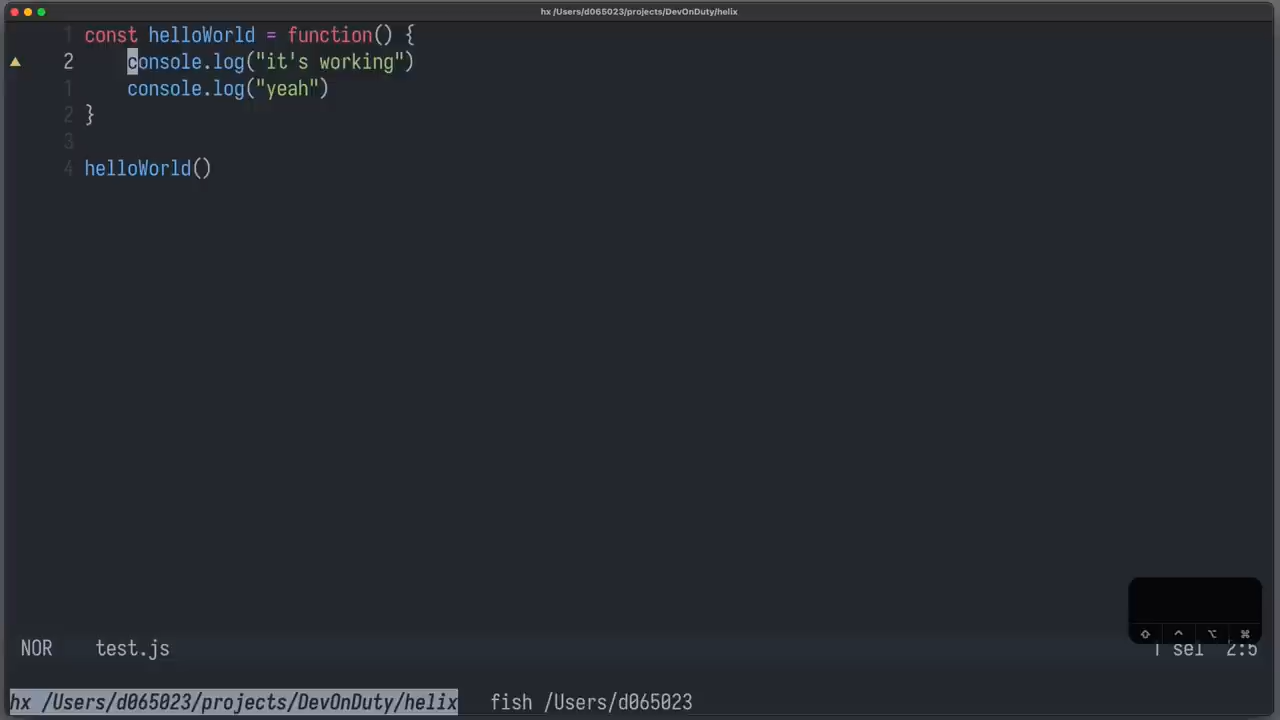 hx /Users/d065023/projects/DevOnDuty/helix
1 const helloWorld = function() {
2 console.log("it's working")
1 console.log("yeah")
2 }
3
4 helloWorld()
NOR test.js 1 sel 2:5
hx /Users/d065023/projects/DevOnDuty/helix fish /Users/d065023